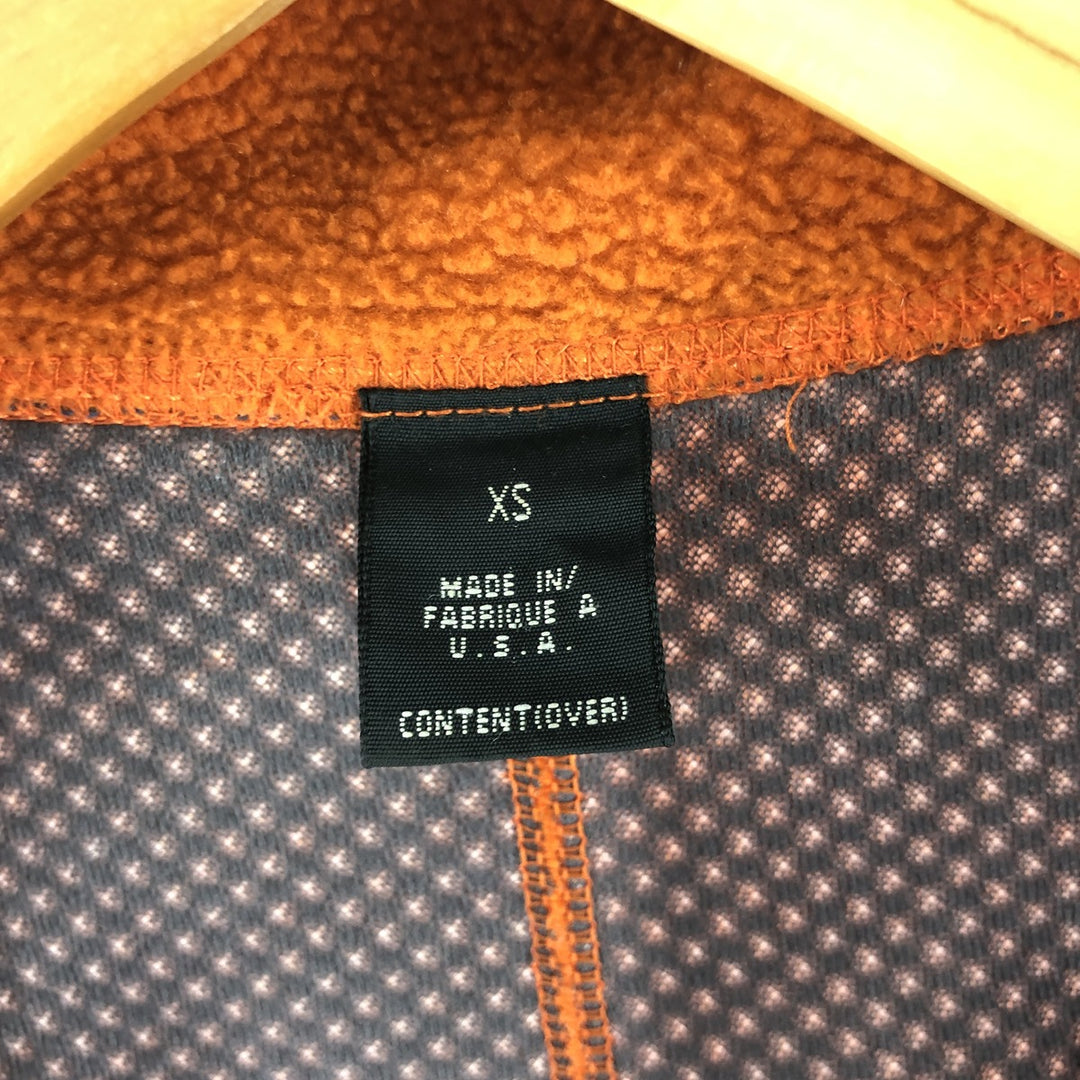 XS
MADE IN/
FABRIQUE A
U.S.A.
CONTENT(OVER)